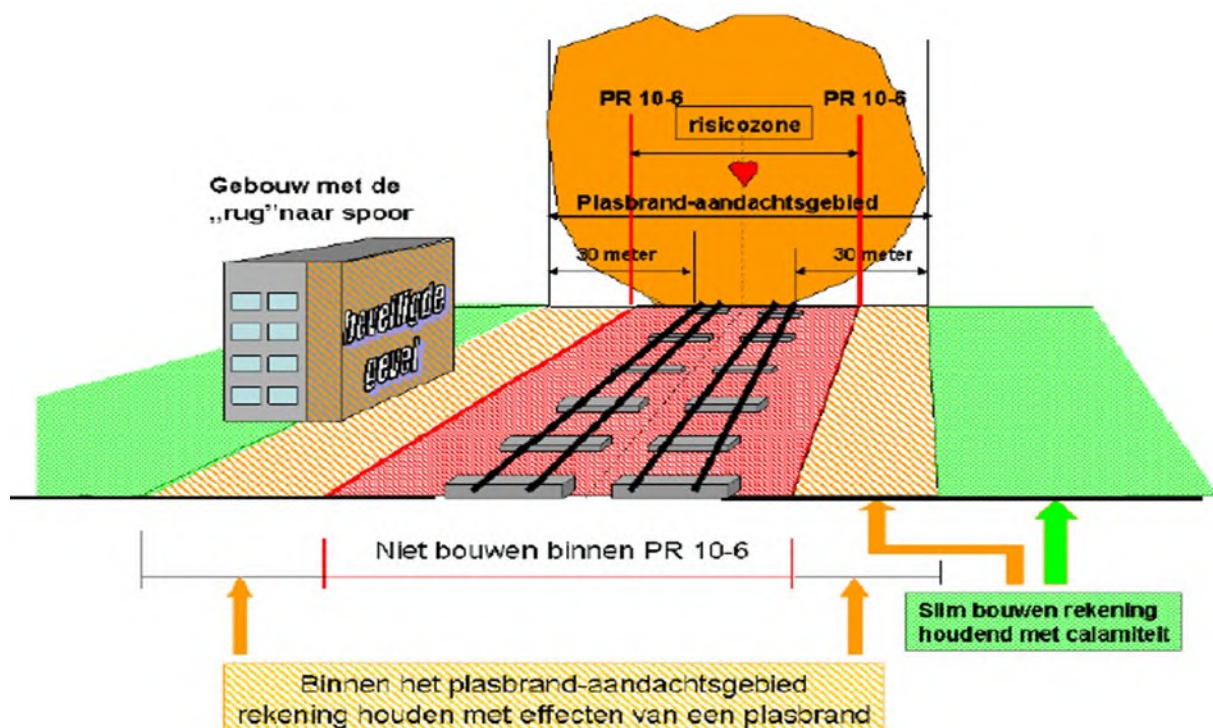 PR 10-6
PR 10-6
risicozone
Gebouw met de
„rug"naar spoor
Plasbrand-aandachtsgebied
30 meter
30 meter
beveiligde
gevel
Niet bouwen binnen PR 10-6
Slim bouwen rekening
houdend met calamiteit
Binnen het plasbrand-aandachtsgebied
rekening houden met effecten van een plasbrand